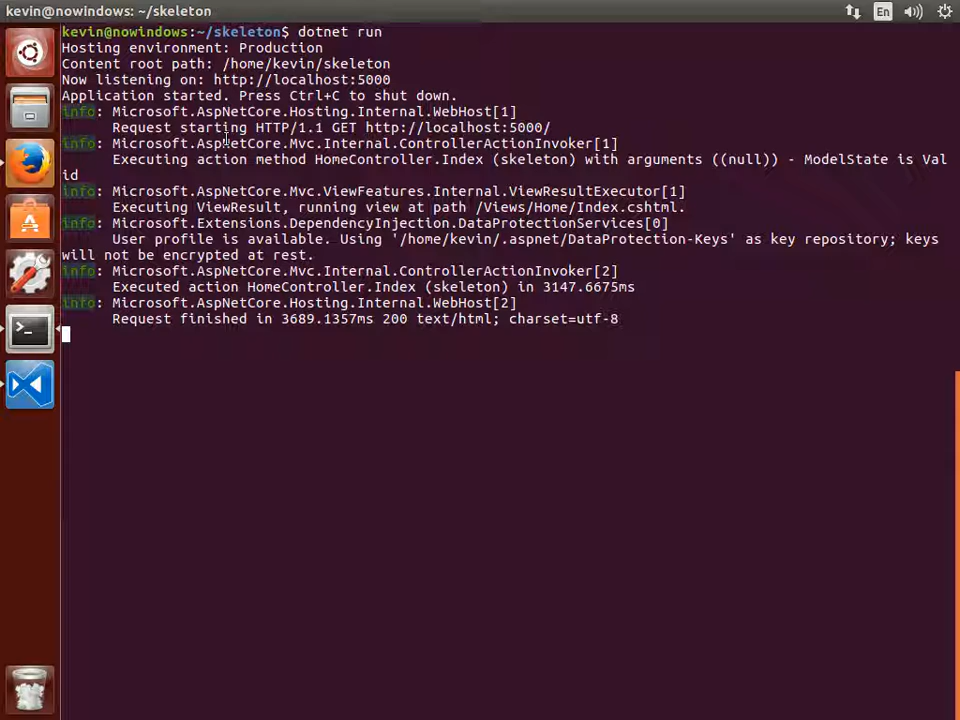 kevin@nowindows: ~/skeleton
En
kevin@nowindows:~/skeleton$ dotnet run
Hosting environment: Production
Content root path: /home/kevin/skeleton
Now listening on: http://localhost:5000
Application started. Press Ctrl+C to shut down.
info: Microsoft.AspNetCore.Hosting.Internal.WebHost[1]
      Request starting HTTP/1.1 GET http://localhost:5000/
info: Microsoft.AspNetCore.Mvc.Internal.ControllerActionInvoker[1]
      Executing action method HomeController.Index (skeleton) with arguments ((null)) - ModelState is Val
id
info: Microsoft.AspNetCore.Mvc.ViewFeatures.Internal.ViewResultExecutor[1]
      Executing ViewResult, running view at path /Views/Home/Index.cshtml.
info: Microsoft.Extensions.DependencyInjection.DataProtectionServices[0]
      User profile is available. Using '/home/kevin/.aspnet/DataProtection-Keys' as key repository; keys
will not be encrypted at rest.
info: Microsoft.AspNetCore.Mvc.Internal.ControllerActionInvoker[2]
      Executed action HomeController.Index (skeleton) in 3147.6675ms
info: Microsoft.AspNetCore.Hosting.Internal.WebHost[2]
      Request finished in 3689.1357ms 200 text/html; charset=utf-8